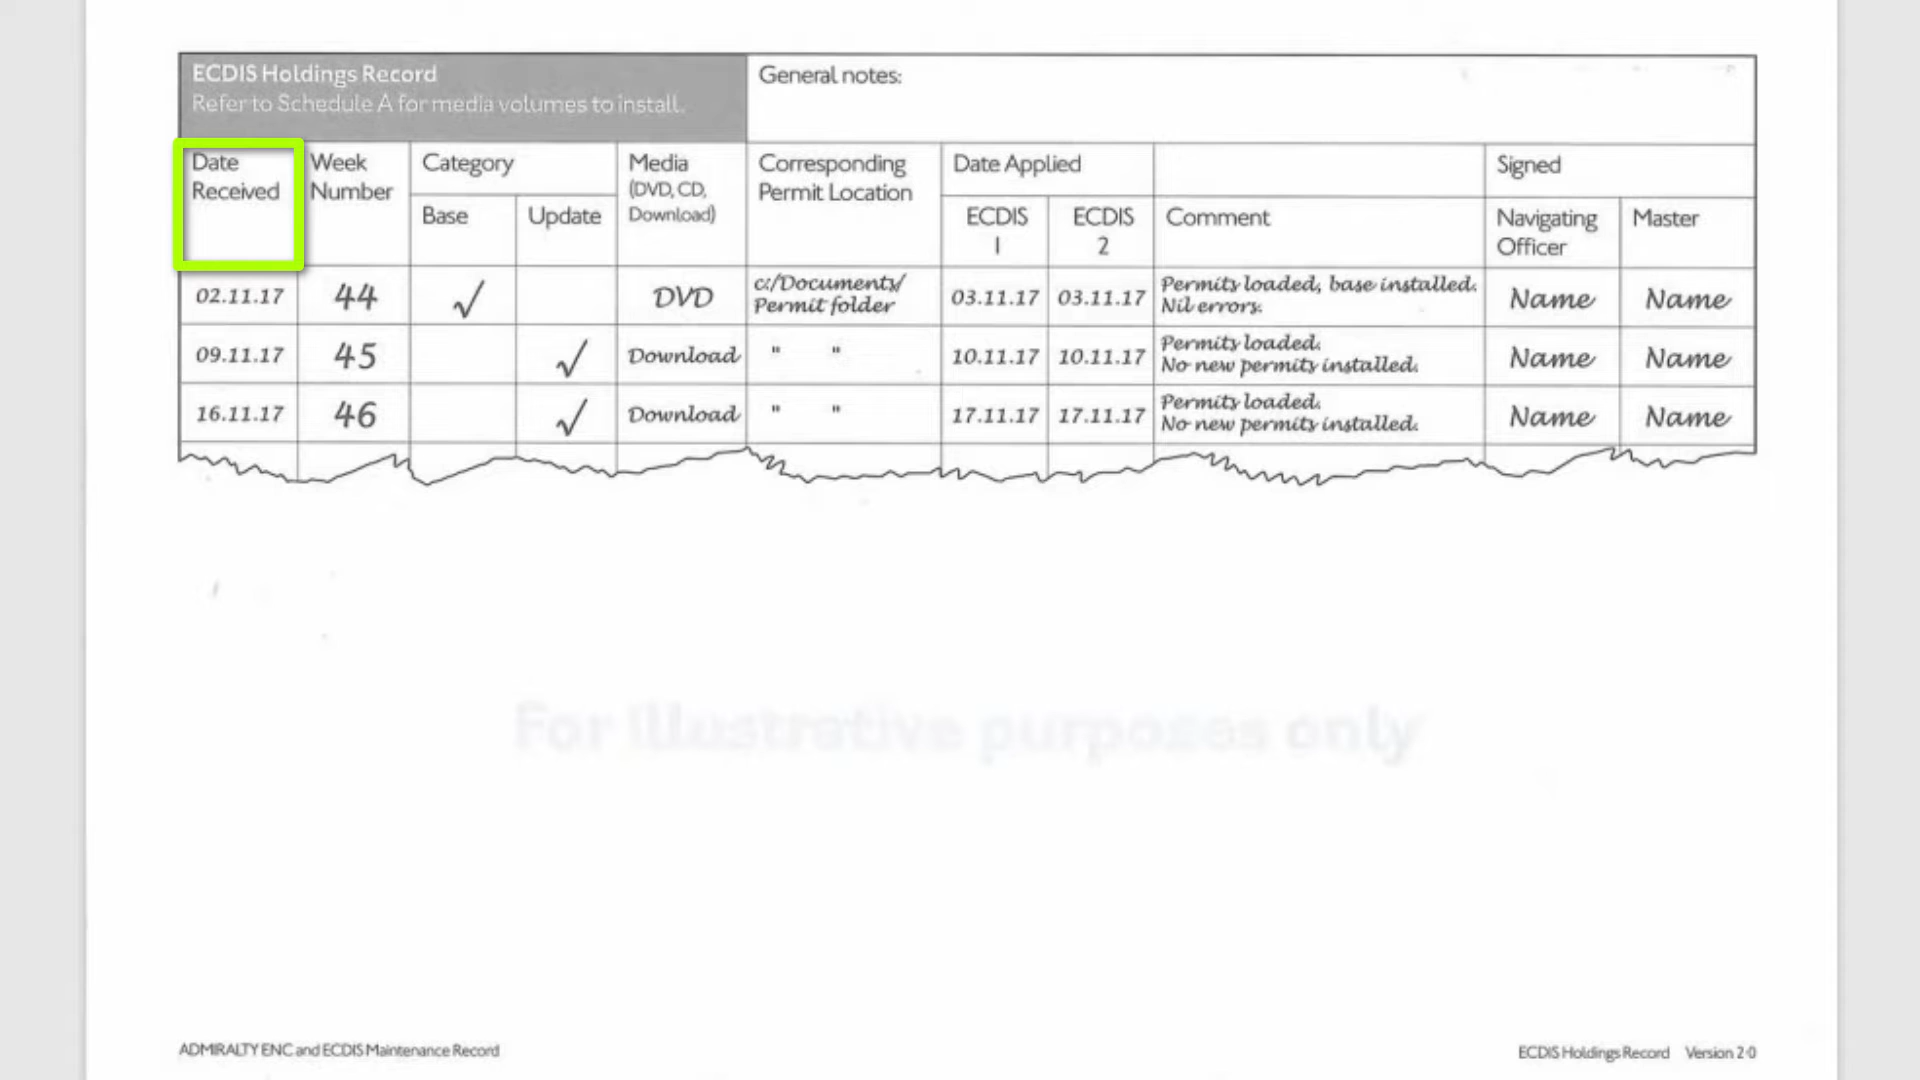 ECDIS Holdings Record
Refer to Schedule A for media volumes to install.
General notes:
Date Received
Week Number
Category
Base
Update
Media (DVD, CD, Download)
Corresponding Permit Location
Date Applied
ECDIS 1
ECDIS 2
Comment
Signed
Navigating Officer
Master
02.11.17 44 √ DVD c:/Documents/ Permit folder 03.11.17 03.11.17 Permits loaded, base installed. Nil errors. Name Name
09.11.17 45 √ Download " " 10.11.17 10.11.17 Permits loaded. No new permits installed. Name Name
16.11.17 46 √ Download " " 17.11.17 17.11.17 Permits loaded. No new permits installed. Name Name
For illustrative purposes only
ADMIRALTY ENC and ECDIS Maintenance Record
ECDIS Holdings Record Version 2.0